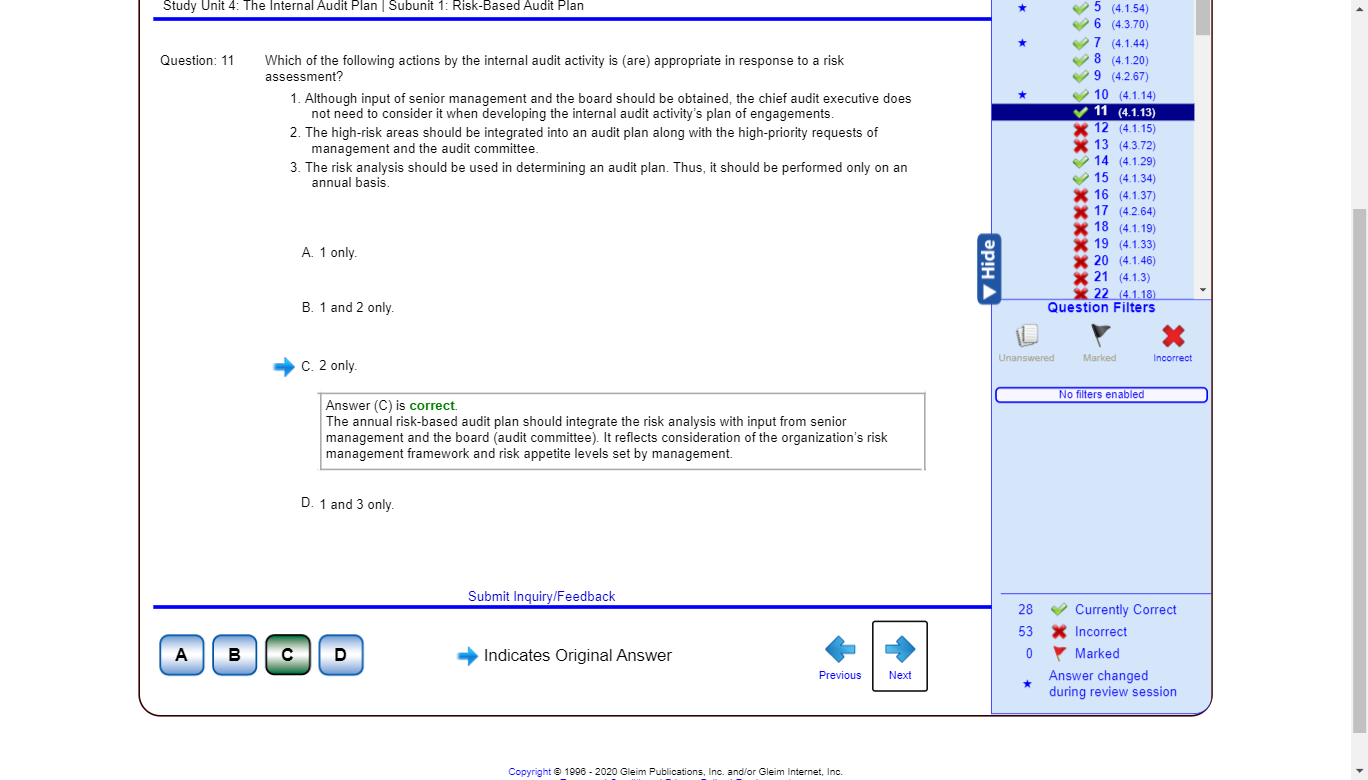 Study Unit 4: The Internal Audit Plan | Subunit 1: Risk-Based Audit Plan
Question: 11
Which of the following actions by the internal audit activity is (are) appropriate in response to a risk
assessment?
1. Although input of senior management and the board should be obtained, the chief audit executive does
not need to consider it when developing the internal audit activity's plan of engagements.
2. The high-risk areas should be integrated into an audit plan along with the high-priority requests of
management and the audit committee.
3. The risk analysis should be used in determining an audit plan. Thus, it should be performed only on an
annual basis.
A. 1 only.
B. 1 and 2 only.
C. 2 only.
Answer (C) is correct.
The annual risk-based audit plan should integrate the risk analysis with input from senior
management and the board (audit committee). It reflects consideration of the organization's risk
management framework and risk appetite levels set by management.
D. 1 and 3 only.
Submit Inquiry/Feedback
A B C D
Indicates Original Answer
Previous
Next
5 (4.1.54)
6 (4.3.70)
7 (4.1.44)
8 (4.1.20)
9 (4.2.67)
10 (4.1.14)
11 (4.1.13)
12 (4.1.15)
13 (4.3.72)
14 (4.1.29)
15 (4.1.34)
16 (4.1.37)
17 (4.2.64)
18 (4.1.19)
19 (4.1.33)
20 (4.1.46)
21 (4.1.3)
22 (4.1.18)
Hide
Question Filters
Unanswered
Marked
Incorrect
No filters enabled
28 Currently Correct
53 Incorrect
0 Marked
Answer changed
during review session
Copyright © 1996 - 2020 Gleim Publications, Inc. and/or Gleim Internet, Inc.